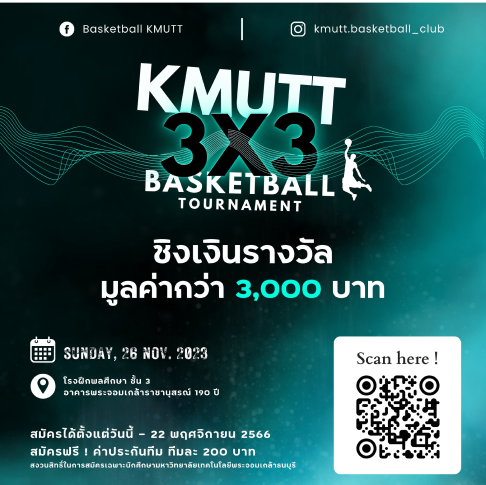 Basketball KMUTT
kmutt.basketball_club
KMUTT
3X3
BASKETBALL
TOURNAMENT
ชิงเงินรางวัล
มูลค่ากว่า 3,000 บาท
SUNDAY, 26 NOV. 2023
โรงฝึกพลศึกษา ชั้น 3
อาคารพระจอมเกล้าราชานุสรณ์ 190 ปี
Scan here !
สมัครได้ตั้งแต่วันนี้ - 22 พฤศจิกายน 2566
สมัครฟรี ! ค่าประกันทีม ทีมละ 200 บาท
สงวนสิทธิ์ในการสมัครเฉพาะนักศึกษามหาวิทยาลัยเทคโนโลยีพระจอมเกล้าธนบุรี